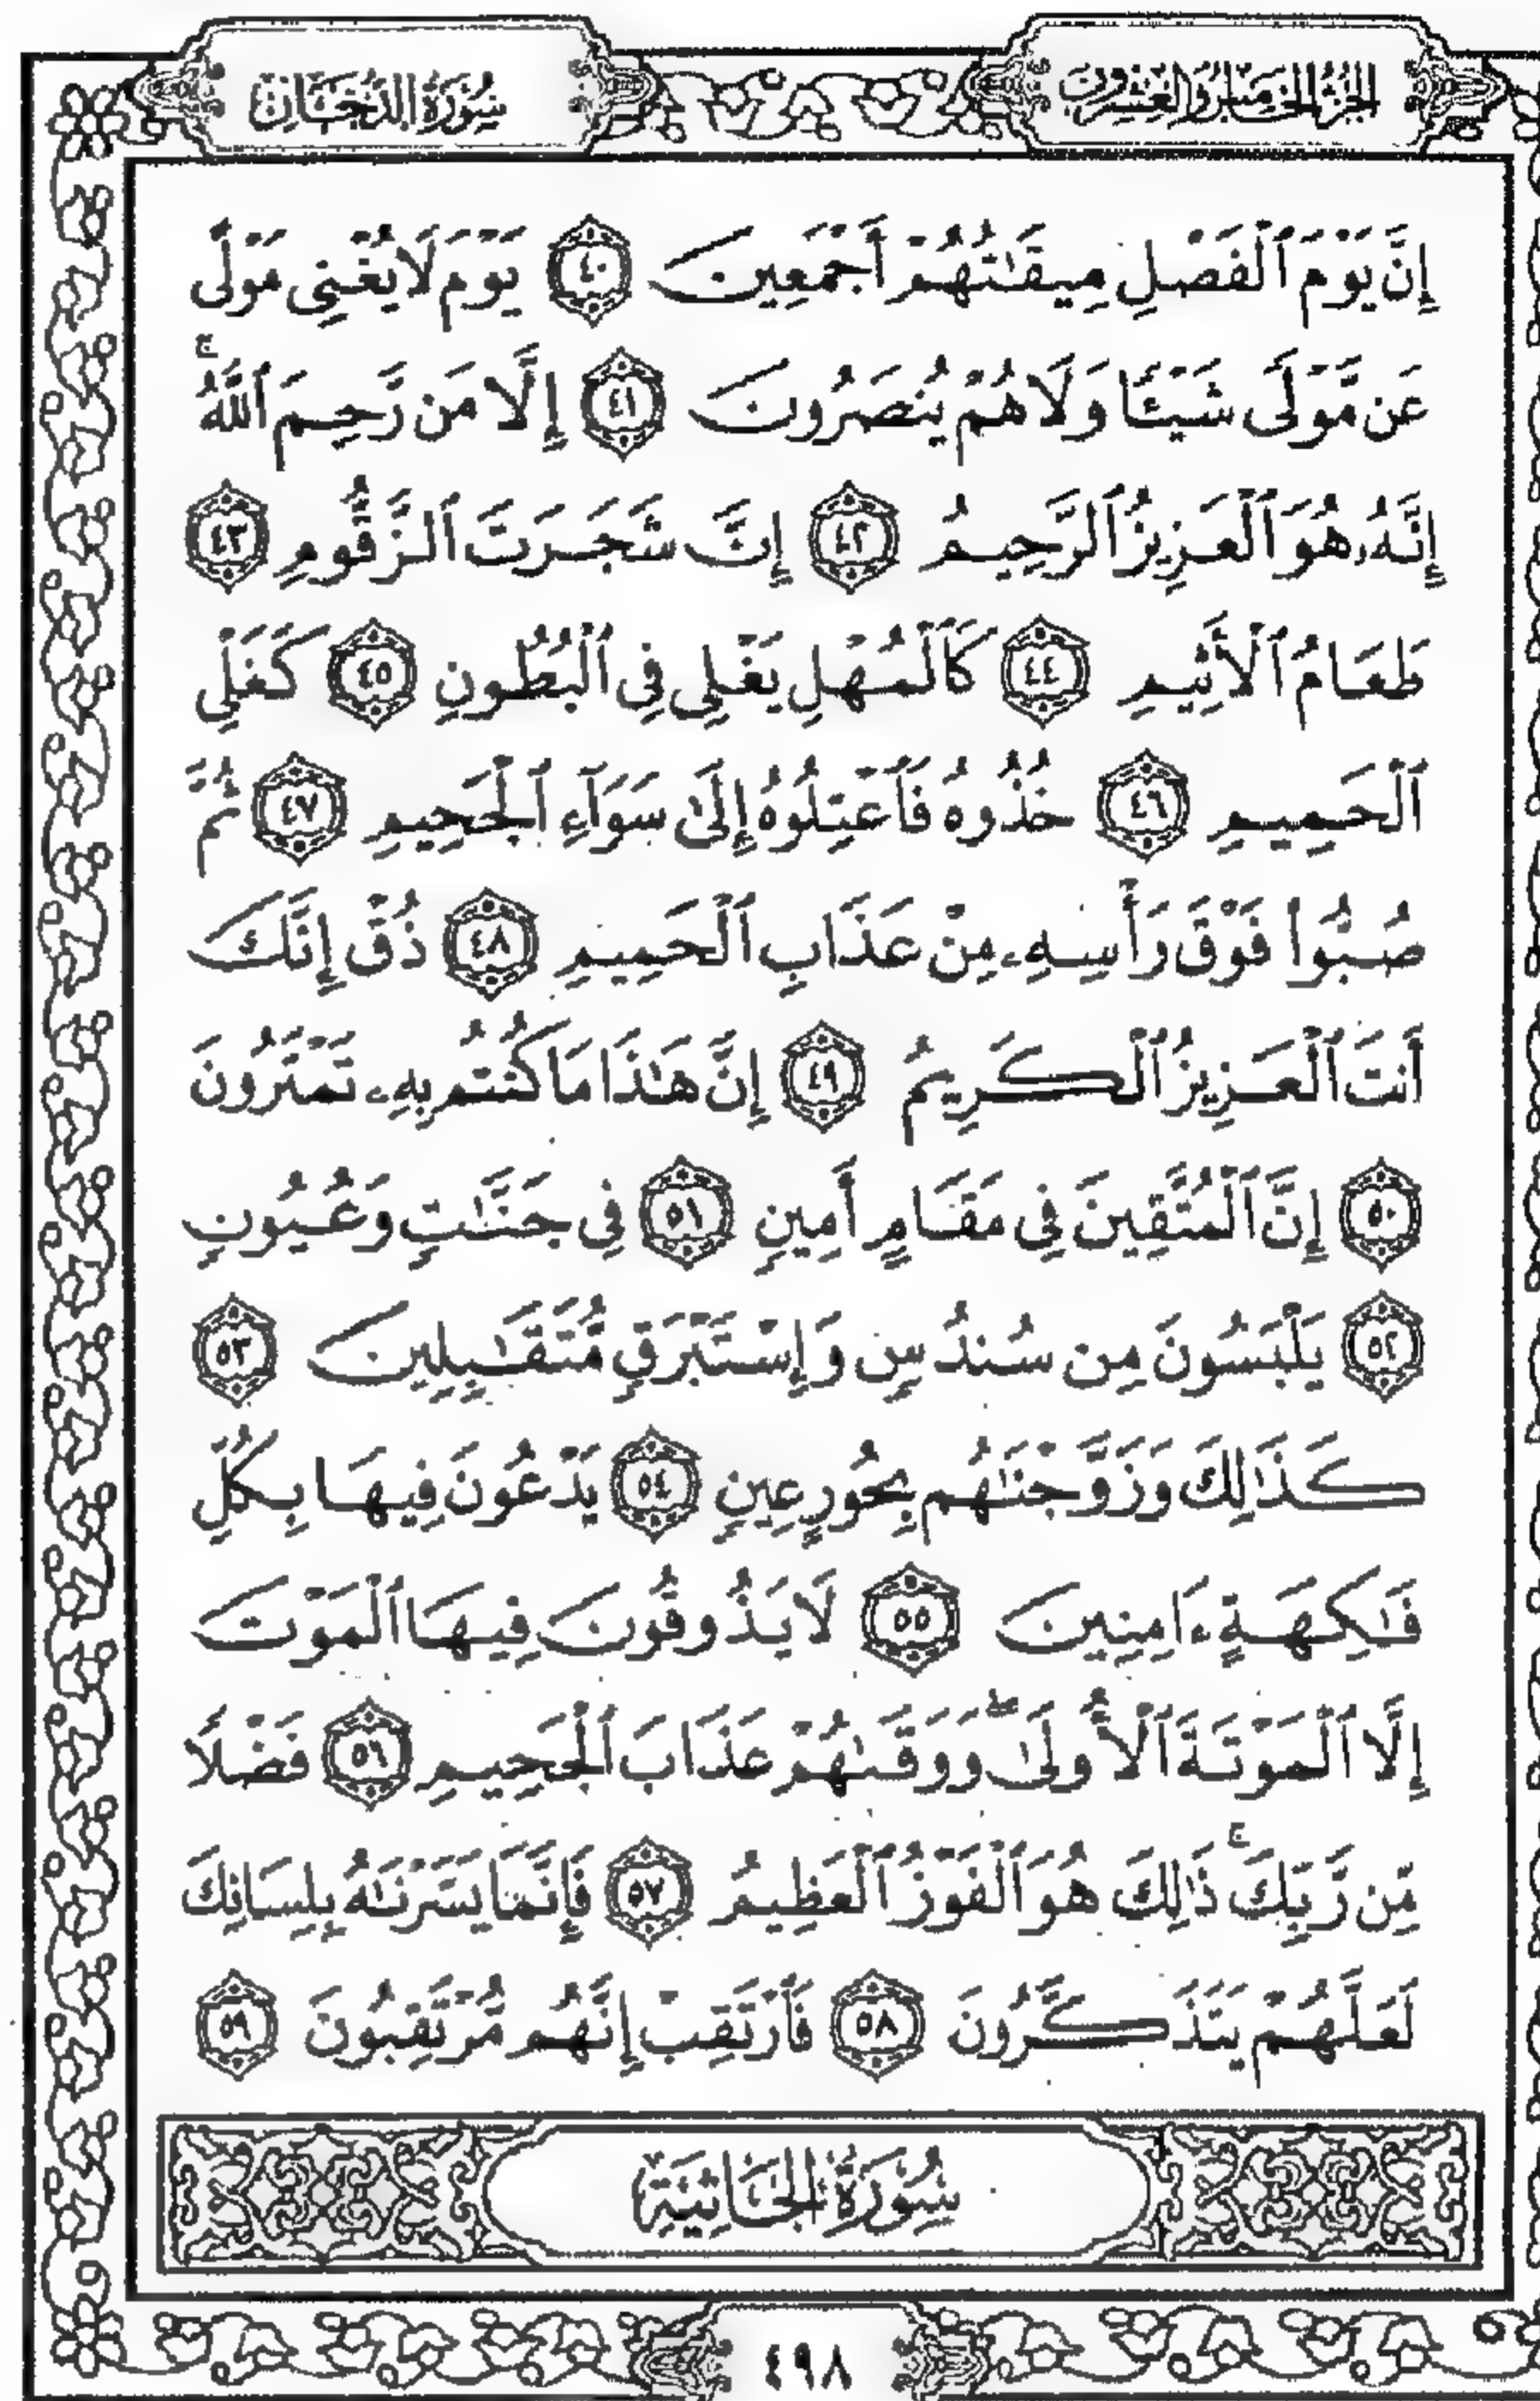 الجزء الخامس والعشرون
سورة الدخان
إِنَّ يَوْمَ ٱلْفَصْلِ مِيقَٰتُهُمْ أَجْمَعِينَ ٤٠ يَوْمَ لَا يُغْنِى مَوْلًى
عَن مَّوْلًى شَيْـًٔا وَلَا هُمْ يُنصَرُونَ ٤١ إِلَّا مَن رَّحِمَ ٱللَّهُ ۚ
إِنَّهُۥ هُوَ ٱلْعَزِيزُ ٱلرَّحِيمُ ٤٢ إِنَّ شَجَرَتَ ٱلزَّقُّومِ ٤٣
طَعَامُ ٱلْأَثِيمِ ٤٤ كَٱلْمُهْلِ يَغْلِى فِى ٱلْبُطُونِ ٤٥ كَغَلْىِ
ٱلْحَمِيمِ ٤٦ خُذُوهُ فَٱعْتِلُوهُ إِلَىٰ سَوَآءِ ٱلْجَحِيمِ ٤٧ ثُمَّ
صُبُّوا۟ فَوْقَ رَأْسِهِۦ مِنْ عَذَابِ ٱلْحَمِيمِ ٤٨ ذُقْ إِنَّكَ
أَنتَ ٱلْعَزِيزُ ٱلْكَرِيمُ ٤٩ إِنَّ هَٰذَا مَا كُنتُم بِهِۦ تَمْتَرُونَ
٥٠ إِنَّ ٱلْمُتَّقِينَ فِى مَقَامٍ أَمِينٍ ٥١ فِى جَنَّٰتٍ وَعُيُونٍ
٥٢ يَلْبَسُونَ مِن سُندُسٍ وَإِسْتَبْرَقٍ مُّتَقَٰبِلِينَ ٥٣
كَذَٰلِكَ وَزَوَّجْنَٰهُم بِحُورٍ عِينٍ ٥٤ يَدْعُونَ فِيهَا بِكُلِّ
فَٰكِهَةٍ ءَامِنِينَ ٥٥ لَا يَذُوقُونَ فِيهَا ٱلْمَوْتَ
إِلَّا ٱلْمَوْتَةَ ٱلْأُولَىٰ ۖ وَوَقَىٰهُمْ عَذَابَ ٱلْجَحِيمِ ٥٦ فَضْلًا
مِّن رَّبِّكَ ۚ ذَٰلِكَ هُوَ ٱلْفَوْزُ ٱلْعَظِيمُ ٥٧ فَإِنَّمَا يَسَّرْنَٰهُ بِلِسَانِكَ
لَعَلَّهُمْ يَتَذَكَّرُونَ ٥٨ فَٱرْتَقِبْ إِنَّهُم مُّرْتَقِبُونَ ٥٩
سُورَةُ الجَاثِيَةِ
٤٩٨